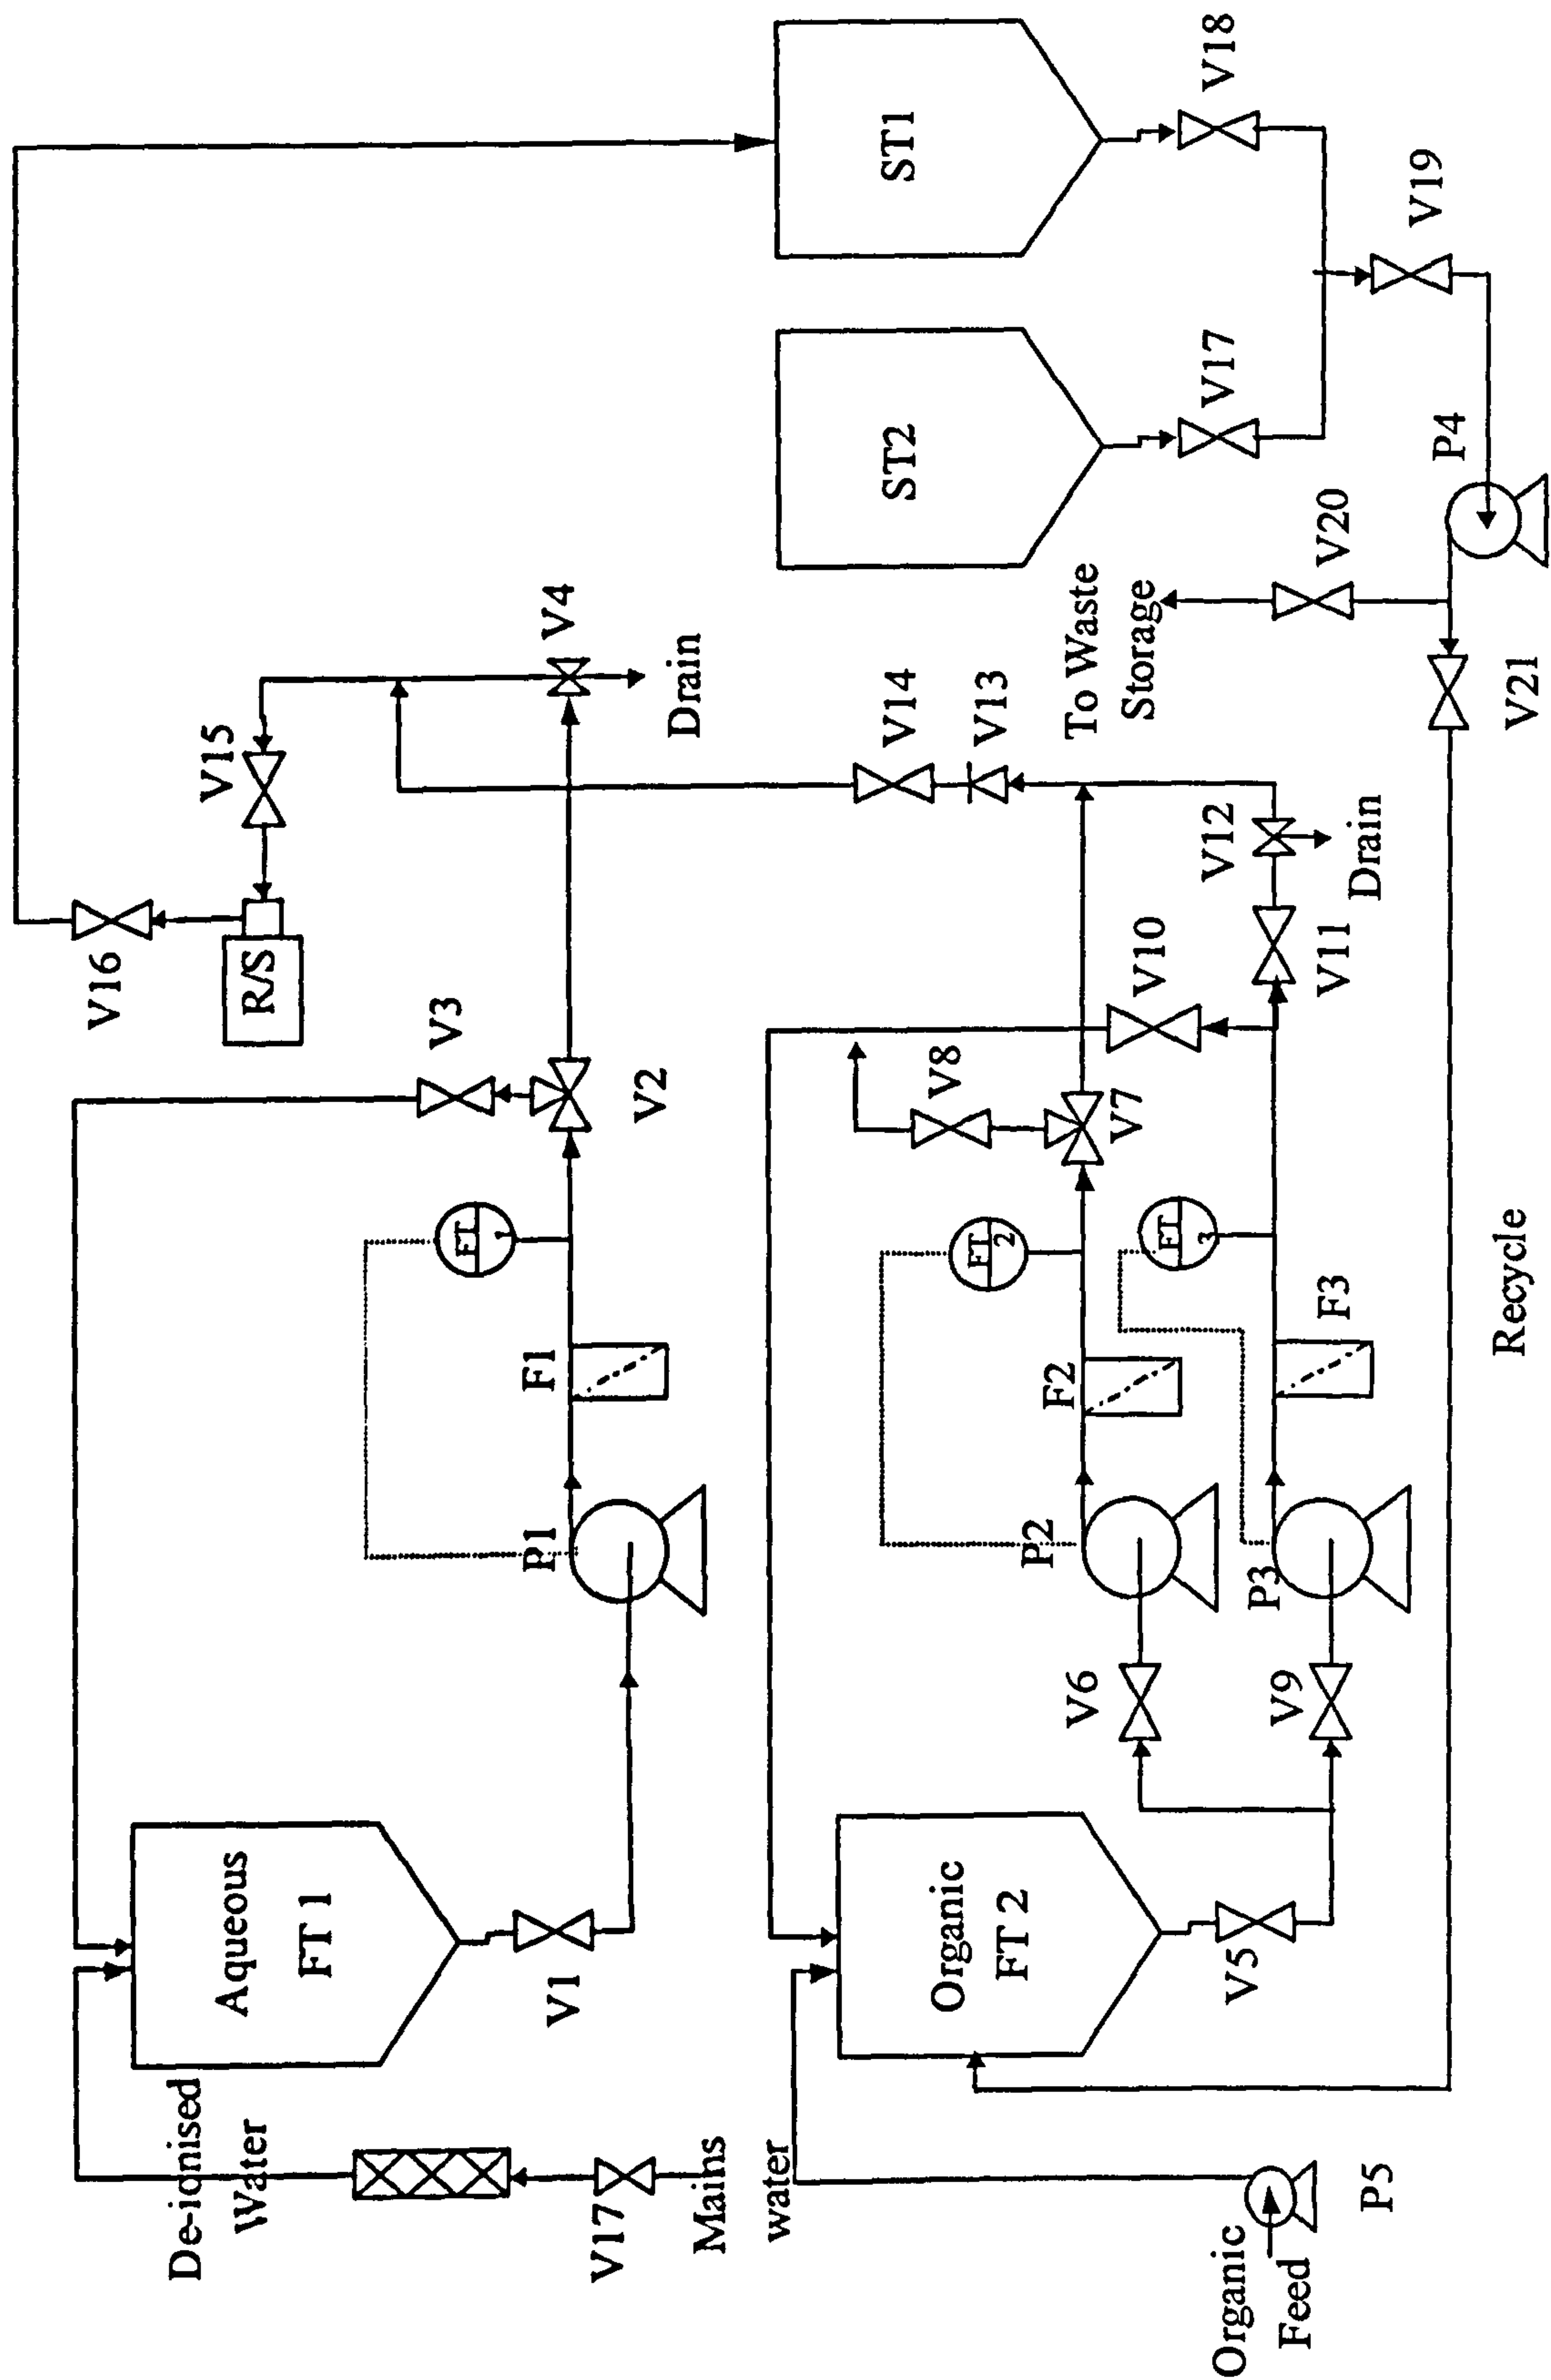 V16
De-ionised
Water
Aqueous
FT 1
R/S
V15
V3
FT
1
V1
P1
F1
V4
V17
V2
Mains
water
Drain
ST2
ST1
V14
Organic
FT 2
V8
V13
FT
2
P2
F2
V6
V7
To Waste
Storage
V10
FT
3
V12
V17
V18
Organic
Feed
V5
P3
V9
F3
V11
V20
Drain
P5
V19
P4
Recycle
V21